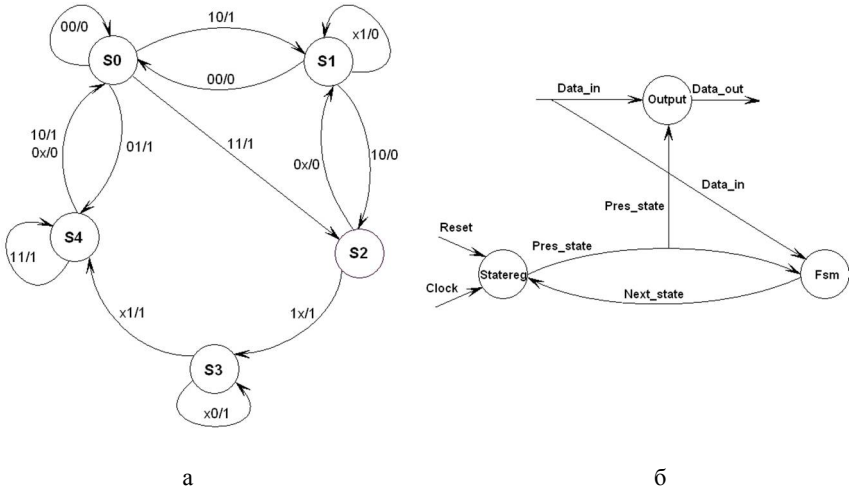 00/0
S0
10/1
00/0
S1
x1/0
10/1
0x/0
01/1
11/1
0x/0
10/0
S4
11/1
S2
x1/1
1x/1
S3
x0/1
а
Data_in
Output
Data_out
Data_in
Pres_state
Reset
Pres_state
Statereg
Fsm
Clock
Next_state
б